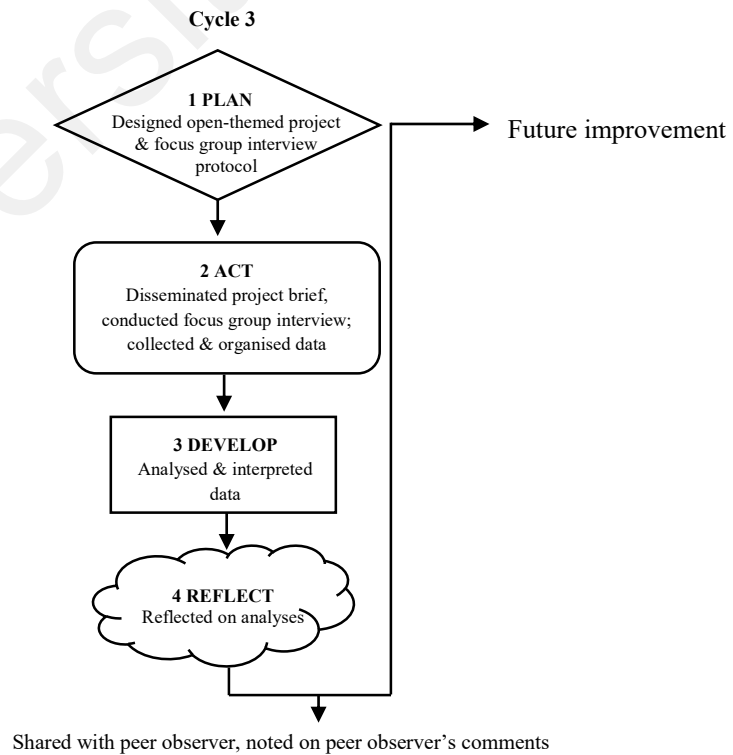 Cycle 3
1 PLAN
Designed open-themed project
& focus group interview
protocol
Future improvement
2 ACT
Disseminated project brief,
conducted focus group interview;
collected & organised data
3 DEVELOP
Analysed & interpreted
data
4 REFLECT
Reflected on analyses
Shared with peer observer, noted on peer observer’s comments